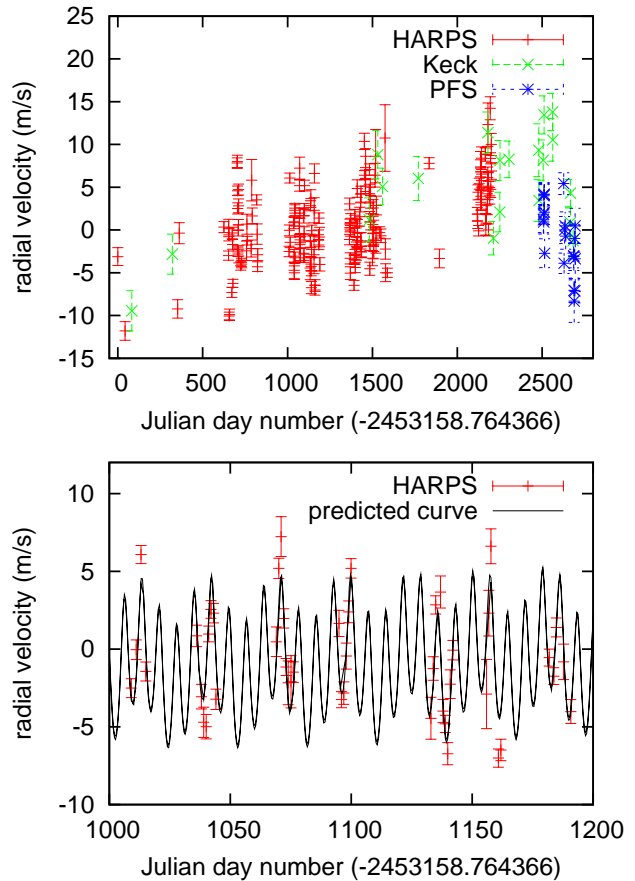 25
20
15
10
5
0
-5
-10
-15
radial velocity (m/s)
HARPS
Keck
PFS
0 500 1000 1500 2000 2500
Julian day number (-2453158.764366)
10
5
0
-5
-10
radial velocity (m/s)
HARPS
predicted curve
1000 1050 1100 1150 1200
Julian day number (-2453158.764366)